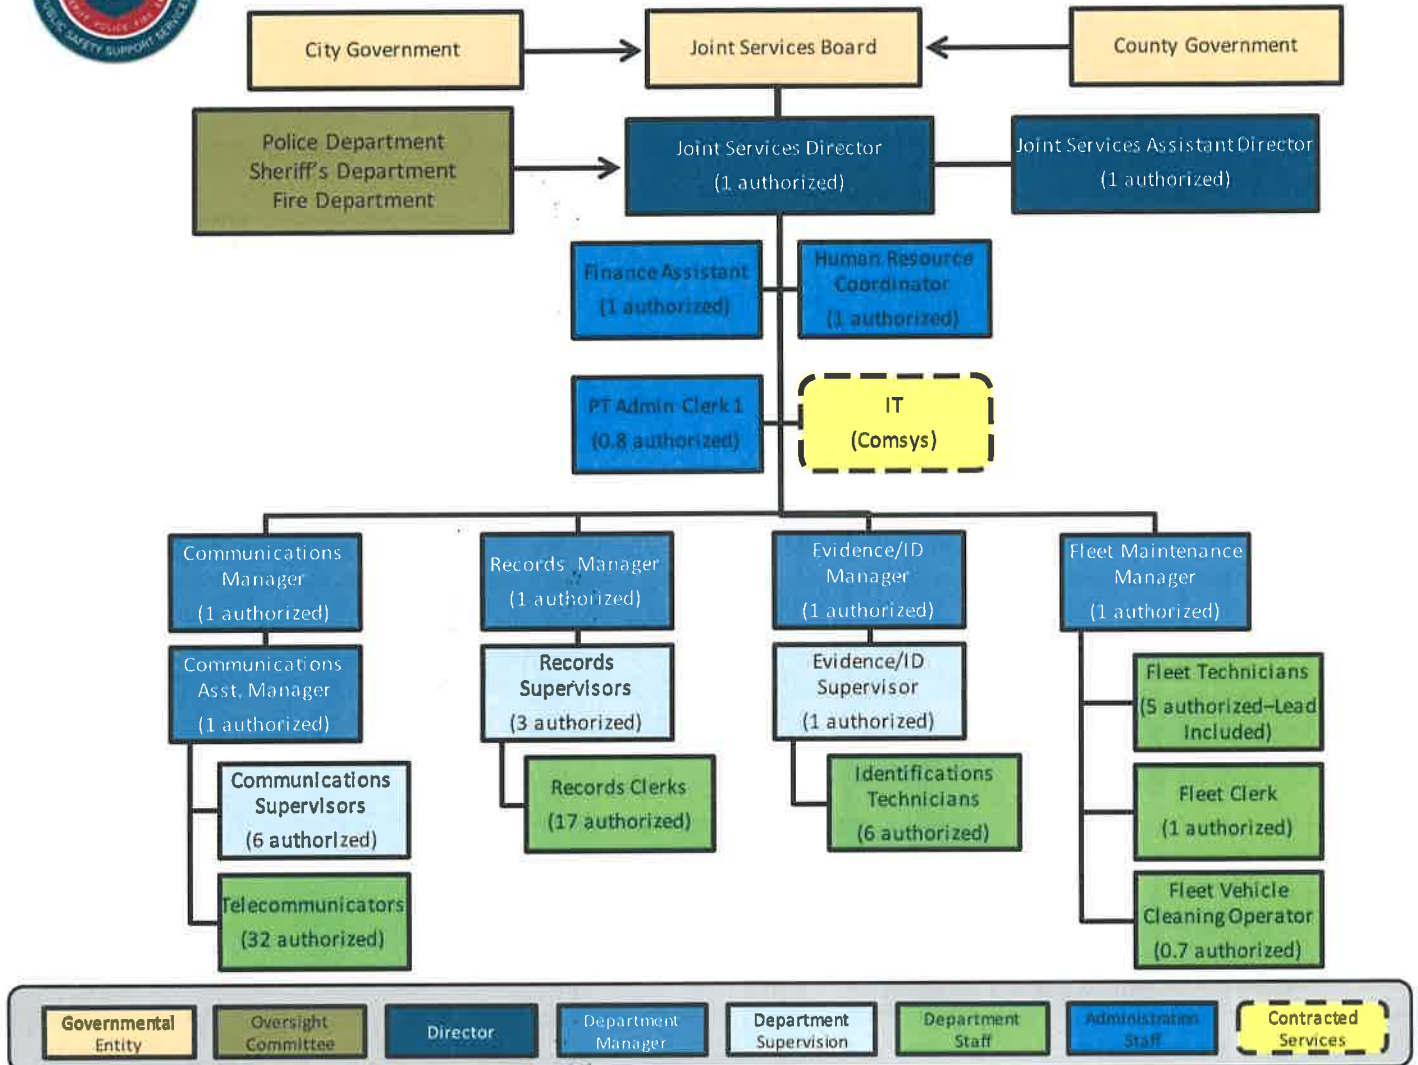 PUBLIC SAFETY SUPPORT SERVICES
City Government
Joint Services Board
County Government
Police Department
Sheriff's Department
Fire Department
Joint Services Director
(1 authorized)
Joint Services Assistant Director
(1 authorized)
Finance Assistant
(1 authorized)
Human Resource
Coordinator
(1 authorized)
PT Admin Clerk 1
(0.8 authorized)
IT
(Comsys)
Communications
Manager
(1 authorized)
Records Manager
(1 authorized)
Evidence/ID
Manager
(1 authorized)
Fleet Maintenance
Manager
(1 authorized)
Communications
Asst. Manager
(1 authorized)
Records
Supervisors
(3 authorized)
Evidence/ID
Supervisor
(1 authorized)
Fleet Technicians
(5 authorized–Lead
Included)
Communications
Supervisors
(6 authorized)
Records Clerks
(17 authorized)
Identifications
Technicians
(6 authorized)
Fleet Clerk
(1 authorized)
Telecommunicators
(32 authorized)
Fleet Vehicle
Cleaning Operator
(0.7 authorized)
Governmental
Entity
Oversight
Committee
Director
Department
Manager
Department
Supervision
Department
Staff
Administration
Staff
Contracted
Services